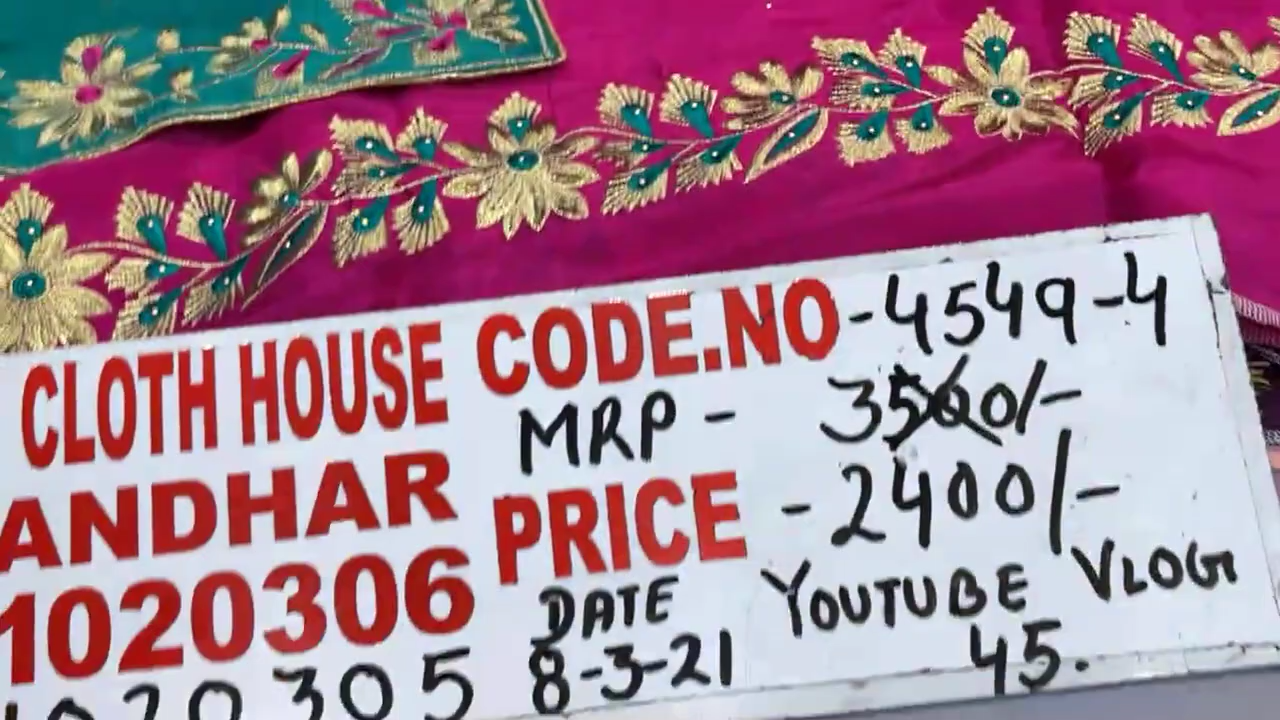 CLOTH HOUSE CODE.NO -4549-4
MRP - 3500/-
ANDHAR PRICE -2400/-
1020306 DATE YOUTUBE VLOG
020305 8-3-21 45.